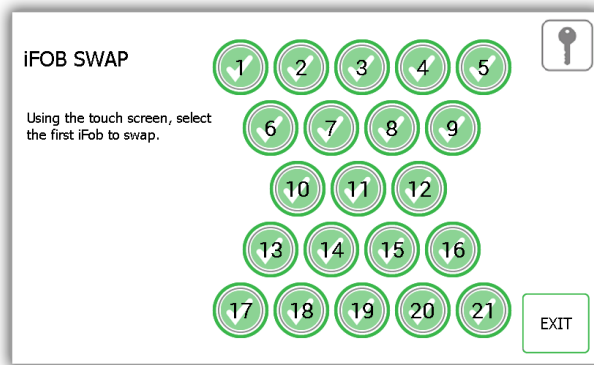 iFOB SWAP
Using the touch screen, select
the first iFob to swap.
1 2 3 4 5
6 7 8 9
10 11 12
13 14 15 16
17 18 19 20 21
EXIT